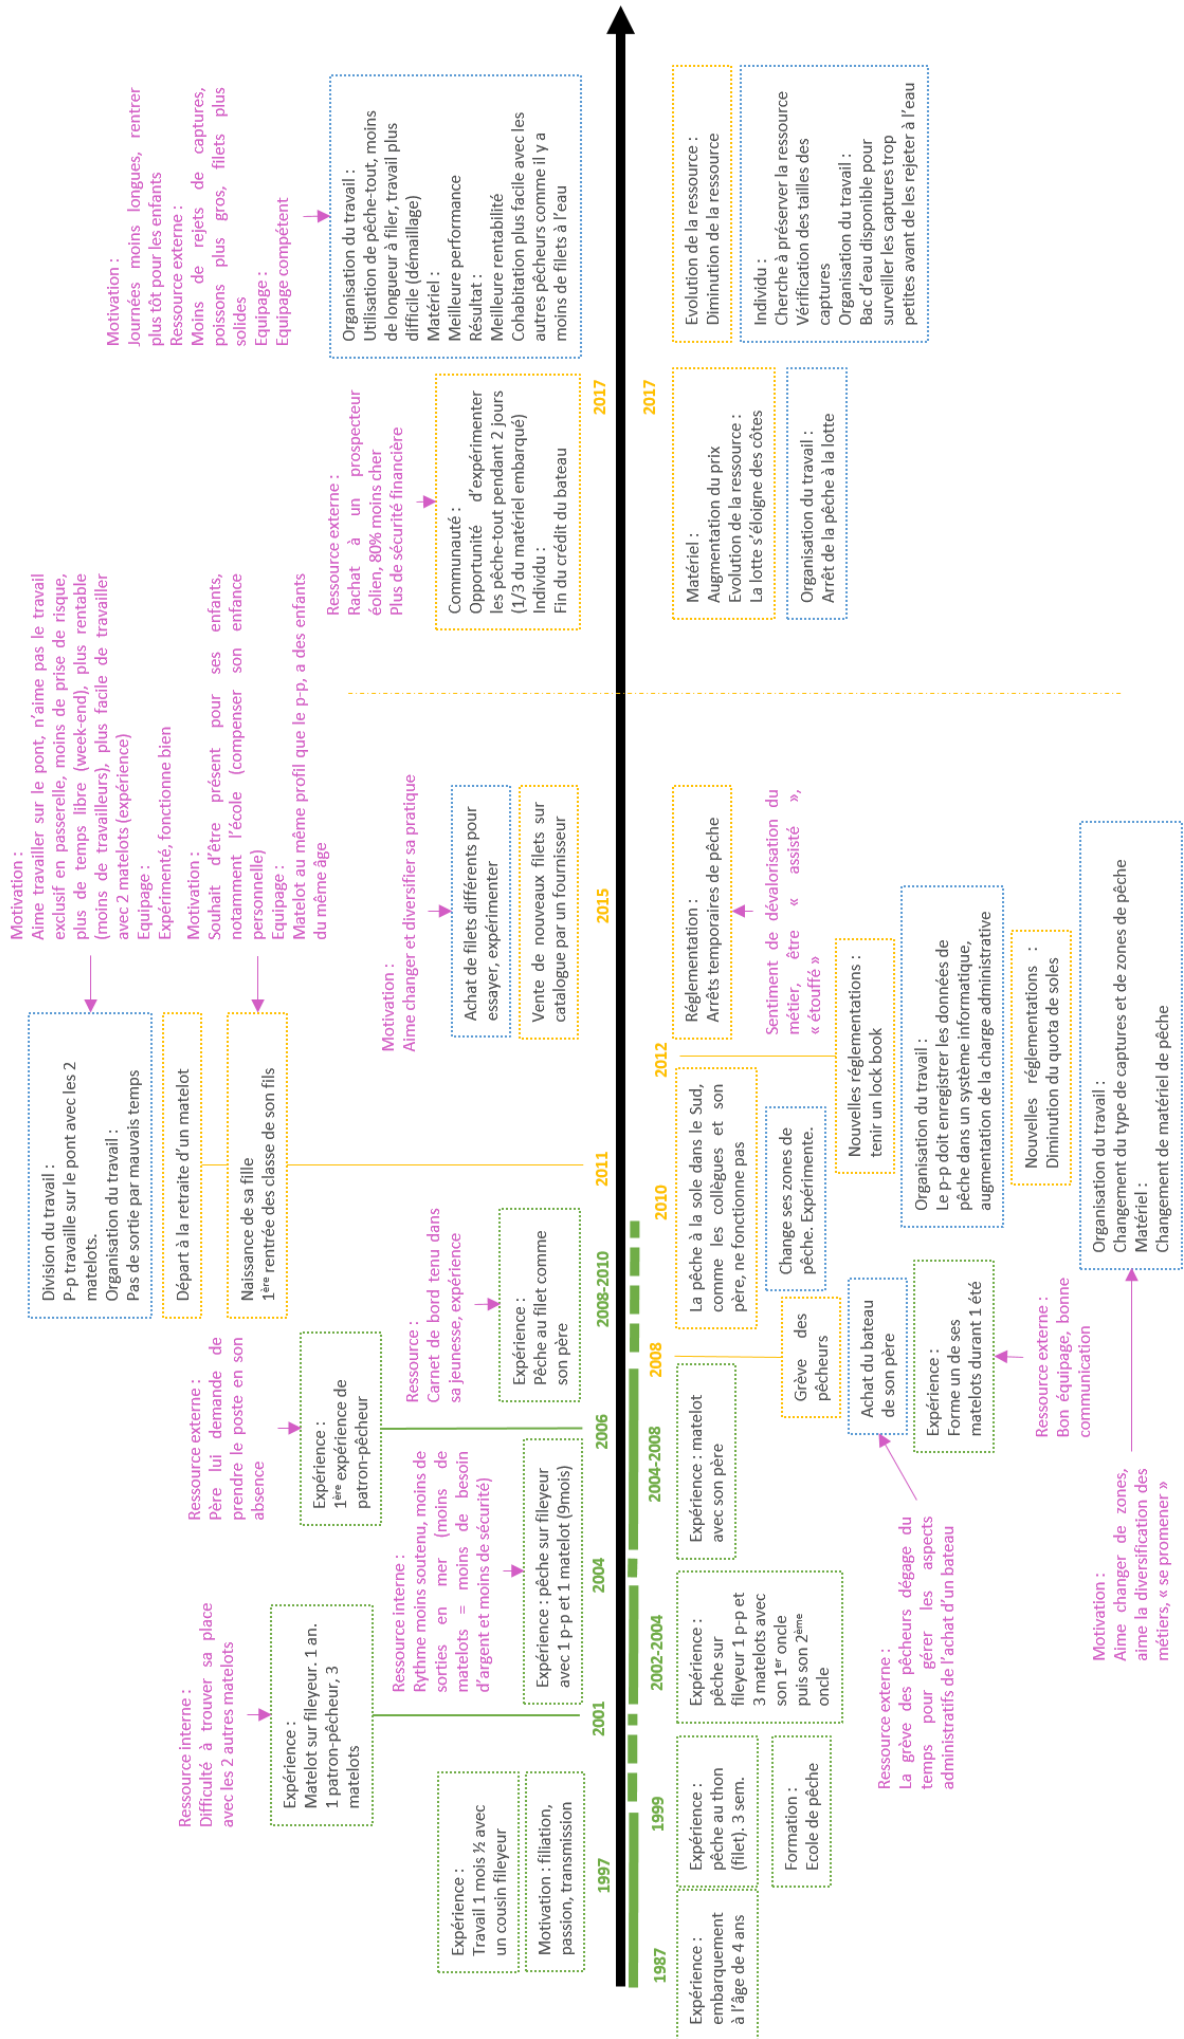 Motivation :
Aime travailler sur le pont, n’aime pas le travail
exclusif en passerelle, moins de prise de risque,
plus de temps libre (week-end), plus rentable
(moins de travailleurs), plus facile de travailler
avec 2 matelots (expérience)
Equipage :
Expérimenté, fonctionne bien
Motivation :
Souhait d’être présent pour ses enfants,
notamment l’école (compenser son enfance
personnelle)
Equipage :
Matelot au même profil que le p-p, a des enfants
du même âge
Division du travail :
P-p travaille sur le pont avec les 2
matelots.
Organisation du travail :
Pas de sortie par mauvais temps
Départ à la retraite d’un matelot
Naissance de sa fille
1ère rentrée des classe de son fils
Motivation :
Journées moins longues, rentrer
plus tôt pour les enfants
Ressource externe :
Moins de rejets de captures,
poissons plus gros, filets plus
solides
Equipage :
Equipage compétent
Organisation du travail :
Utilisation de pêche-tout, moins
de longueur à filer, travail plus
difficile (démaillage)
Matériel :
Meilleure performance
Résultat :
Meilleure rentabilité
Cohabitation plus facile avec les
autres pêcheurs comme il y a
moins de filets à l’eau
Ressource externe :
Rachat à un prospecteur
éolien, 80% moins cher
Plus de sécurité financière
Communauté :
Opportunité d’expérimenter
les pêche-tout pendant 2 jours
(1/3 du matériel embarqué)
Individu :
Fin du crédit du bateau
Motivation :
Aime changer et diversifier sa pratique
Achat de filets différents pour
essayer, expérimenter
Vente de nouveaux filets sur
catalogue par un fournisseur
Ressource interne :
Difficulté à trouver sa place
avec les 2 autres matelots
Expérience :
Matelot sur fileyeur. 1 an.
1 patron-pêcheur, 3
matelots
Ressource externe :
Père lui demande de
prendre le poste en son
absence
Expérience :
1ère expérience de
patron-pêcheur
Ressource interne :
Rythme moins soutenu, moins de
sorties en mer (moins de
matelots = moins de besoin
d’argent et moins de sécurité)
Expérience : pêche sur fileyeur
avec 1 p-p et 1 matelot (9mois)
Ressource :
Carnet de bord tenu dans
sa jeunesse, expérience
Expérience :
Pêche au filet comme
son père
Expérience :
Travail 1 mois ½ avec
un cousin fileyeur
Motivation : filiation,
passion, transmission
1997
2001
2004
2006
2008-2010
2011
2015
2017
1987
1999
2002-2004
2004-2008
2008
2010
2012
2017
Expérience :
embarquement
à l’âge de 4 ans
Expérience :
pêche au thon
(filet). 3 sem.
Formation :
Ecole de pêche
Expérience :
pêche sur
fileyeur 1 p-p et
3 matelots avec
son 1er oncle
puis son 2ème
oncle
Expérience : matelot
avec son père
Grève des
pêcheurs
Achat du bateau
de son père
Expérience :
Forme un de ses
matelots durant 1 été
Ressource externe :
La grève des pêcheurs dégage du
temps pour gérer les aspects
administratifs de l’achat d’un bateau
Ressource externe :
Bon équipage, bonne
communication
La pêche à la sole dans le Sud,
comme les collègues et son
père, ne fonctionne pas
Change ses zones de
pêche. Expérimente.
Nouvelles réglementations :
tenir un lock book
Organisation du travail :
Le p-p doit enregistrer les données de
pêche dans un système informatique,
augmentation de la charge administrative
Nouvelles réglementations :
Diminution du quota de soles
Organisation du travail :
Changement du type de captures et de zones de pêche
Matériel :
Changement de matériel de pêche
Motivation :
Aime changer de zones,
aime la diversification des
métiers, « se promener »
Réglementation :
Arrêts temporaires de pêche
Sentiment de dévalorisation du
métier, être « assisté »,
« étouffé »
Matériel :
Augmentation du prix
Evolution de la ressource :
La lotte s’éloigne des côtes
Organisation du travail :
Arrêt de la pêche à la lotte
Evolution de la ressource :
Diminution de la ressource
Individu :
Cherche à préserver la ressource
Vérification des tailles des
captures
Organisation du travail :
Bac d’eau disponible pour
surveiller les captures trop
petites avant de les rejeter à l’eau